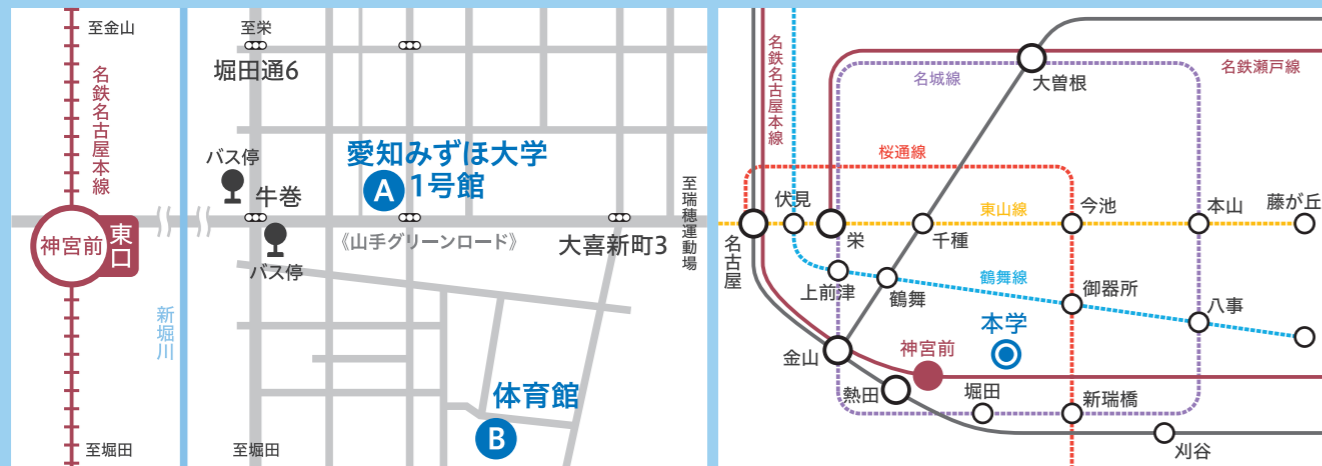 至金山
名鉄名古屋本線
神宮前
東口
至堀田
新堀川
至栄
堀田通6
バス停
牛巻
バス停
愛知みずほ大学
A 1号館
《山手グリーンロード》
大喜新町3
至瑞穂運動場
体育館
B
至堀田
名鉄名古屋本線
名城線
大曽根
名鉄瀬戸線
桜通線
伏見
東山線
今池
本山
藤が丘
名古屋
栄
千種
上前津
鶴舞
鶴舞線
御器所
八事
本学
金山
神宮前
熱田
堀田
新瑞橋
刈谷